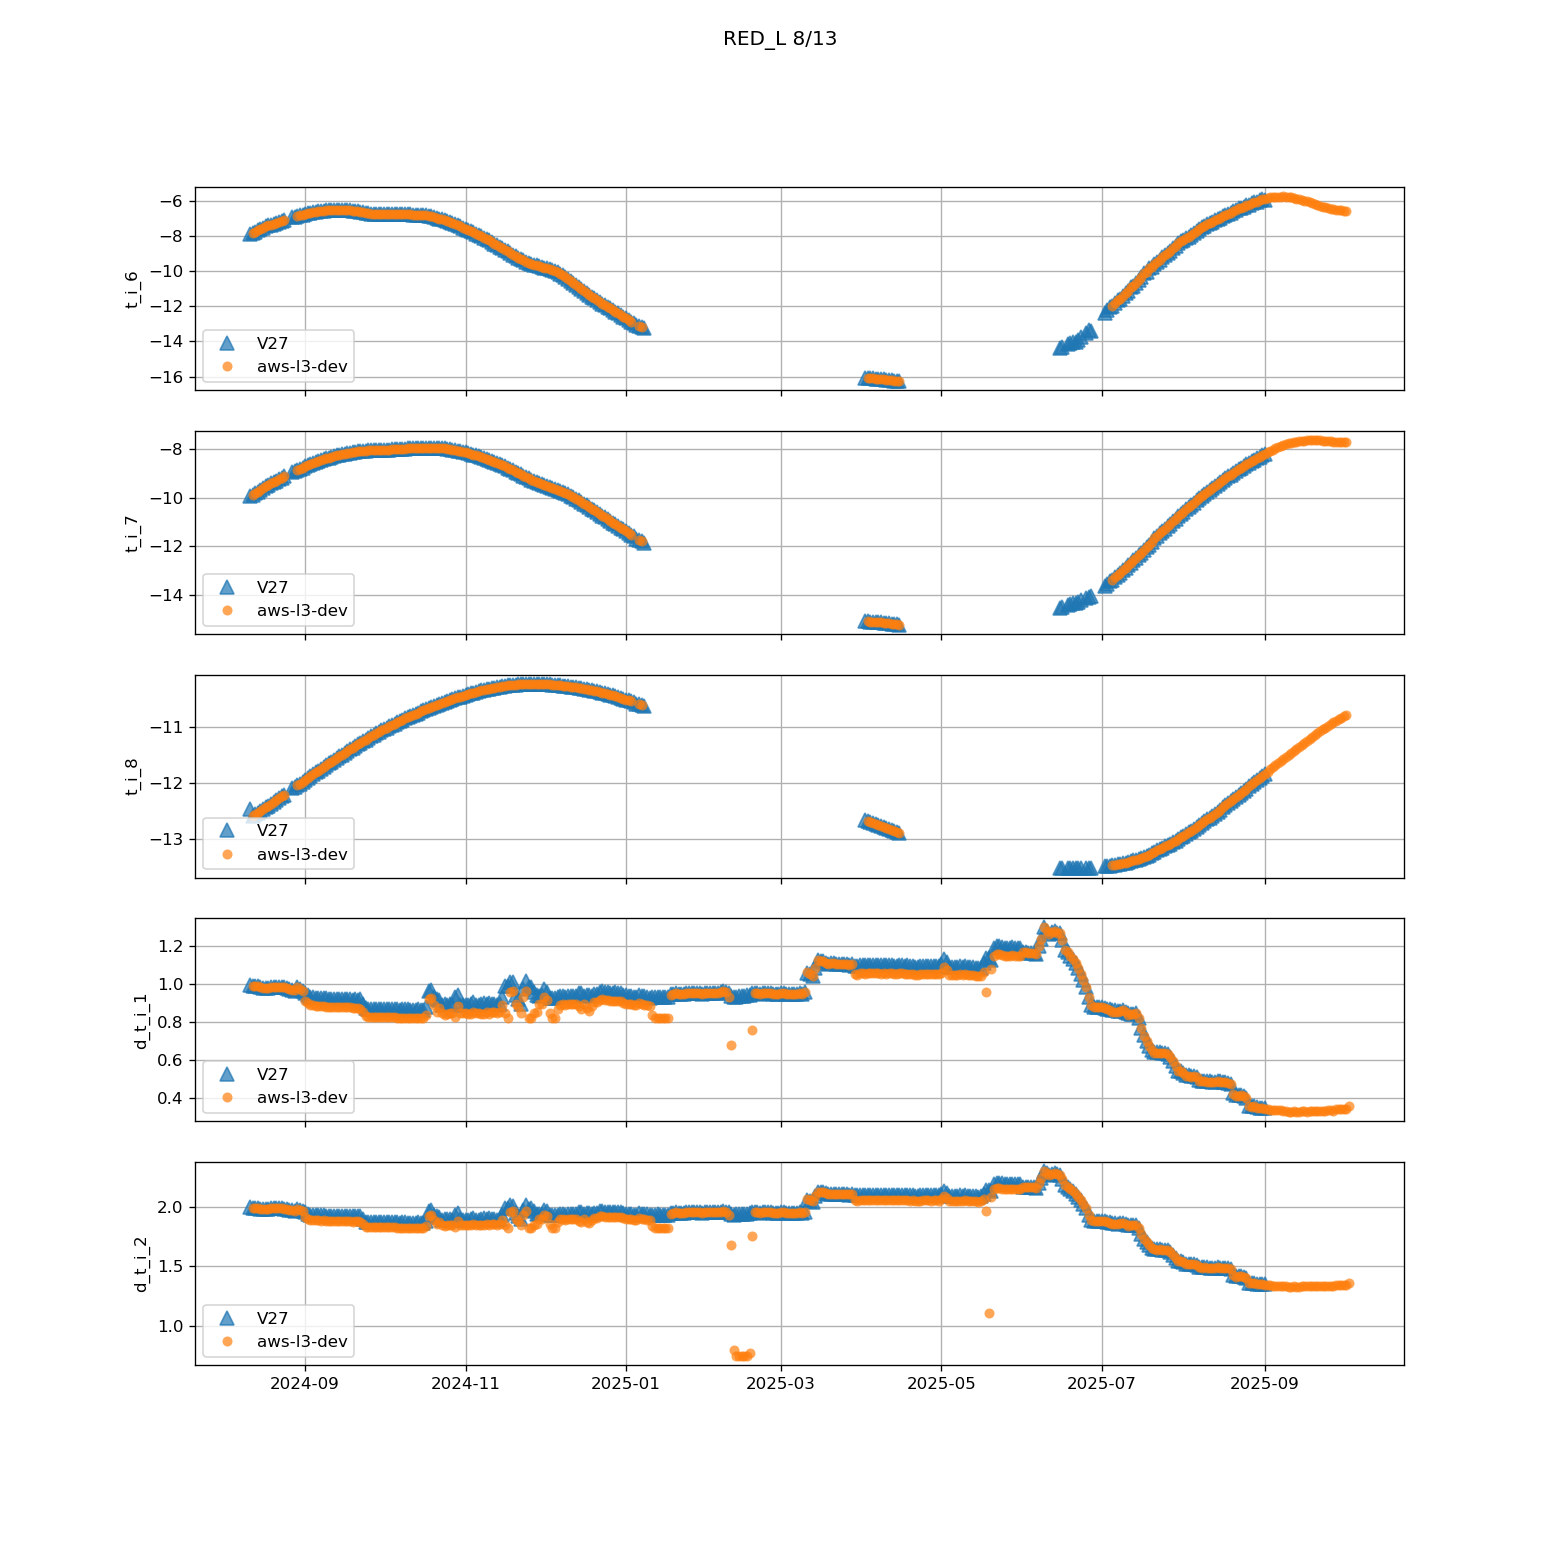 RED_L 8/13
−6
−8
−10
−12
−14
−16
t_i_6
V27
aws-l3-dev
−8
−10
−12
−14
t_i_7
V27
aws-l3-dev
−11
−12
−13
t_i_8
V27
aws-l3-dev
1.2
1.0
0.8
0.6
0.4
d_t_i_1
V27
aws-l3-dev
2.0
1.5
1.0
d_t_i_2
V27
aws-l3-dev
2024-09 2024-11 2025-01 2025-03 2025-05 2025-07 2025-09